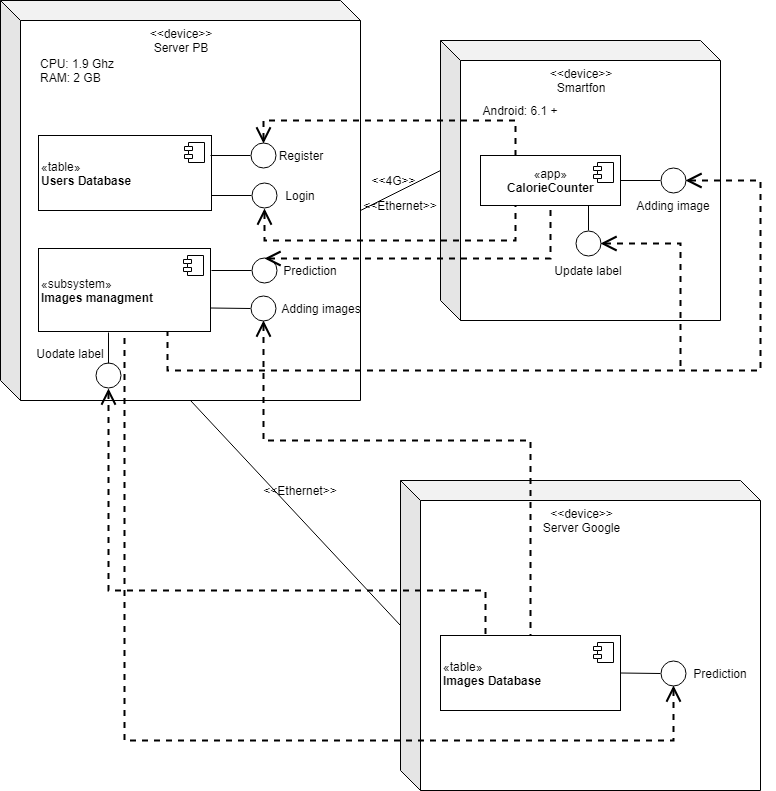 <<device>>
Server PB
CPU: 1.9 Ghz
RAM: 2 GB
«table»
Users Database
Register
Login
«subsystem»
Images managment
Prediction
Adding images
Uodate label
<<4G>>
<<Ethernet>>
<<device>>
Smartfon
Android: 6.1 +
«app»
CalorieCounter
Adding image
Update label
<<Ethernet>>
<<device>>
Server Google
«table»
Images Database
Prediction